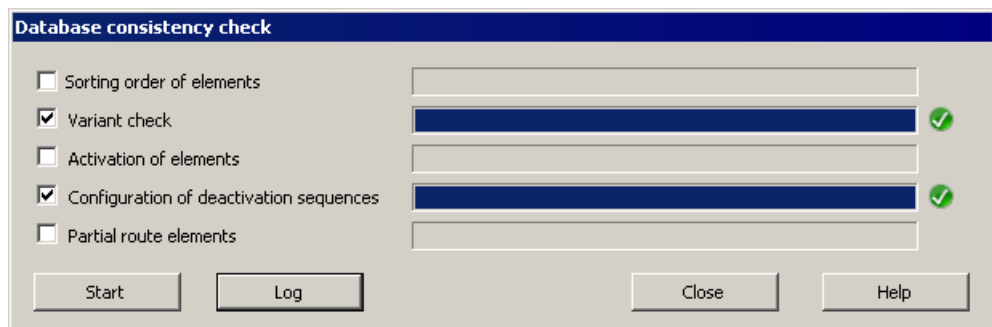 Database consistency check
Sorting order of elements
Variant check
Activation of elements
Configuration of deactivation sequences
Partial route elements
Start Log Close Help